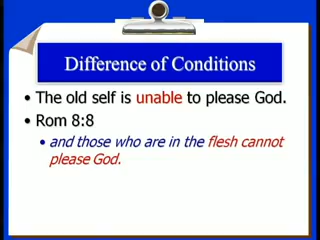 Difference of Conditions
• The old self is unable to please God.
• Rom 8:8
• and those who are in the flesh cannot
please God.